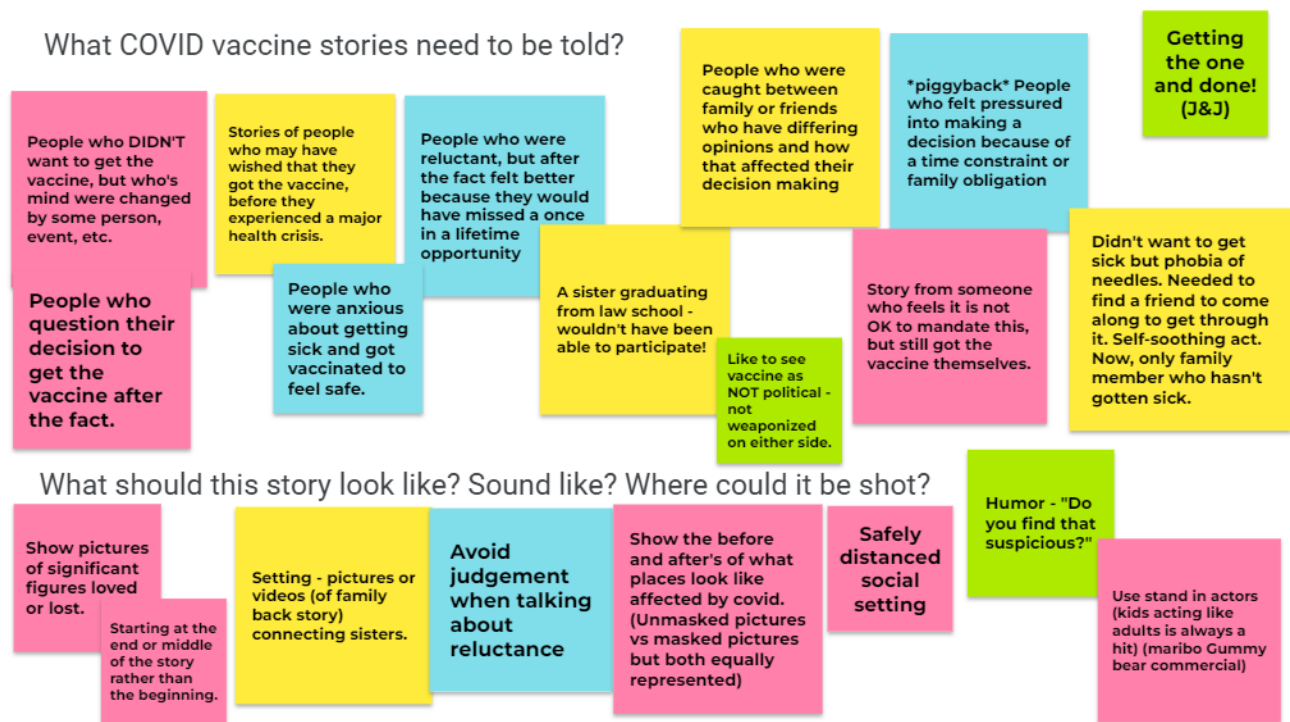 What COVID vaccine stories need to be told?
People who DIDN'T
want to get the
vaccine, but who's
mind were changed
by some person,
event, etc.
Stories of people
who may have
wished that they
got the vaccine,
before they
experienced a major
health crisis.
People who were
reluctant, but after
the fact felt better
because they would
have missed a once
in a lifetime
opportunity
People who were
caught between
family or friends
who have differing
opinions and how
that affected their
decision making
*piggyback* People
who felt pressured
into making a
decision because of
a time constraint or
family obligation
Getting
the one
and done!
(J&J)
People who
question their
decision to
get the
vaccine after
the fact.
People who
were anxious
about getting
sick and got
vaccinated to
feel safe.
A sister graduating
from law school -
wouldn't have been
able to participate!
Like to see
vaccine as
NOT political -
not
weaponized
on either side.
Story from someone
who feels it is not
OK to mandate this,
but still got the
vaccine themselves.
Didn't want to get
sick but phobia of
needles. Needed to
find a friend to come
along to get through
it. Self-soothing act.
Now, only family
member who hasn't
gotten sick.
What should this story look like? Sound like? Where could it be shot?
Show pictures
of significant
figures loved
or lost.
Starting at the
end or middle
of the story
rather than
the beginning.
Setting - pictures or
videos (of family
back story)
connecting sisters.
Avoid
judgement
when talking
about
reluctance
Show the before
and after's of what
places look like
affected by covid.
(Unmasked pictures
vs masked pictures
but both equally
represented)
Safely
distanced
social
setting
Humor - "Do
you find that
suspicious?"
Use stand in actors
(kids acting like
adults is always a
hit) (maribo Gummy
bear commercial)